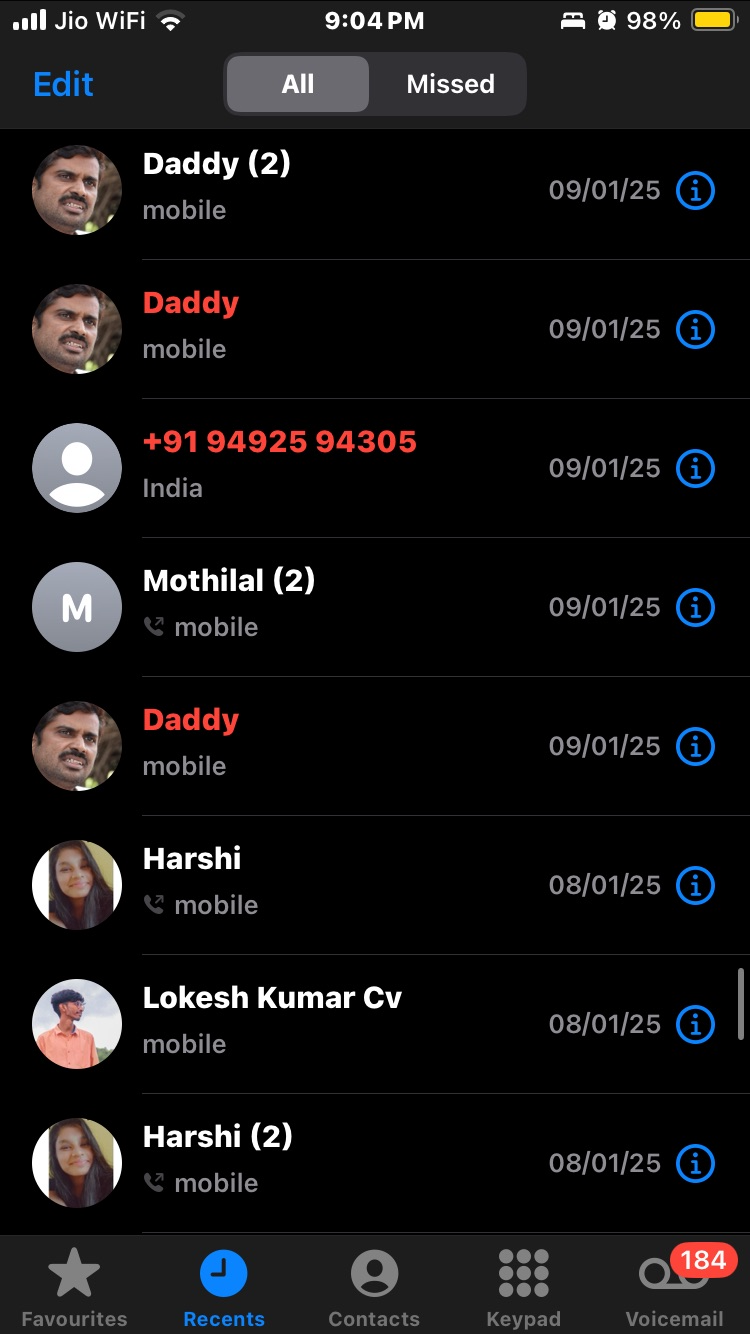 Jio WiFi 9:04 PM 98%
Edit All Missed
Daddy (2)
mobile 09/01/25
Daddy
mobile 09/01/25
+91 94925 94305
India 09/01/25
M Mothilal (2)
mobile 09/01/25
Daddy
mobile 09/01/25
Harshi
mobile 08/01/25
Lokesh Kumar Cv
mobile 08/01/25
Harshi (2)
mobile 08/01/25
184
Favourites Recents Contacts Keypad Voicemail